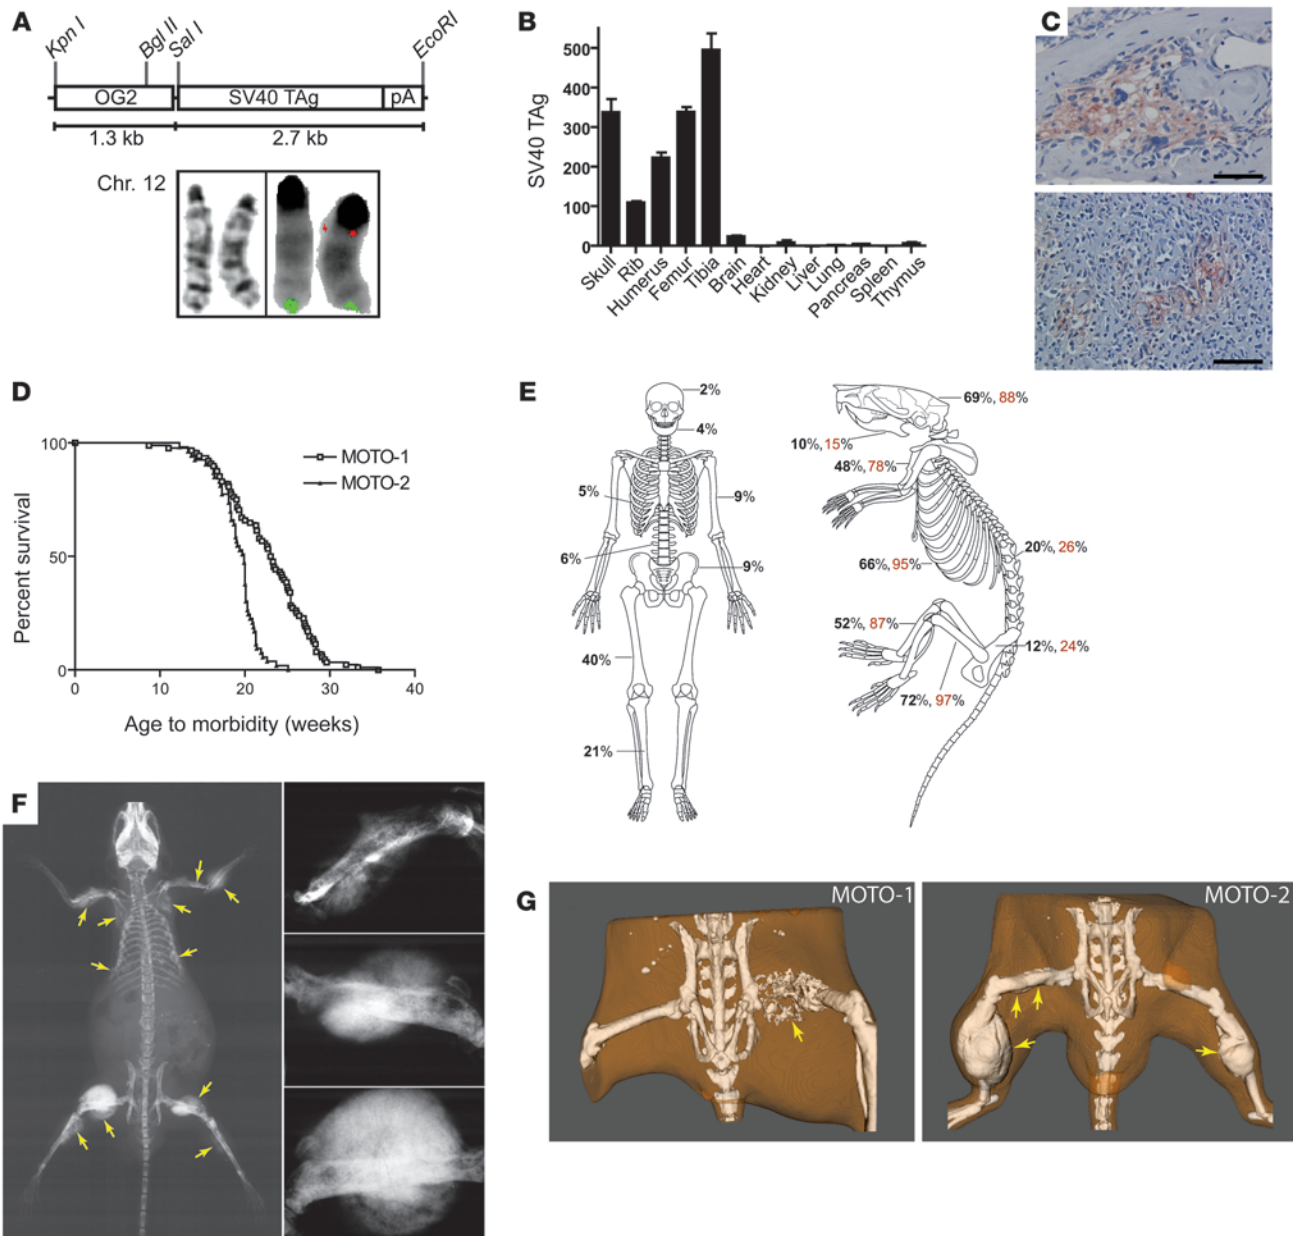 A
Kpn I
Bgl II
Sal I
EcoRI
OG2
SV40 TAg
pA
1.3 kb
2.7 kb
Chr. 12
B
SV40 TAg
500
400
300
200
100
0
Skull
Rib
Humerus
Femur
Tibia
Brain
Heart
Kidney
Liver
Lung
Pancreas
Spleen
Thymus
C
D
Percent survival
100
50
0
MOTO-1
MOTO-2
0 10 20 30 40
Age to morbidity (weeks)
E
2%
4%
5%
9%
6%
9%
40%
21%
69%, 88%
10%, 15%
48%, 78%
20%, 26%
66%, 95%
52%, 87%
12%, 24%
72%, 97%
F
G
MOTO-1
MOTO-2